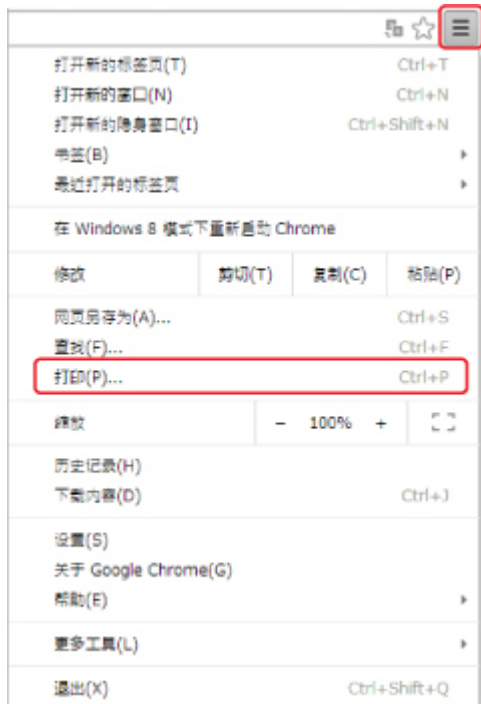 打开新的标签页(T) Ctrl+T
打开新的窗口(N) Ctrl+N
打开新的隐身窗口(I) Ctrl+Shift+N
书签(B)
最近打开的标签页
在 Windows 8 模式下重新启动 Chrome
修改 剪切(T) 复制(C) 粘贴(P)
网页另存为(A)... Ctrl+S
查找(F)... Ctrl+F
打印(P)... Ctrl+P
缩放 - 100% +
历史记录(H)
下载内容(D) Ctrl+J
设置(S)
关于 Google Chrome(G)
帮助(E)
更多工具(L)
退出(X) Ctrl+Shift+Q